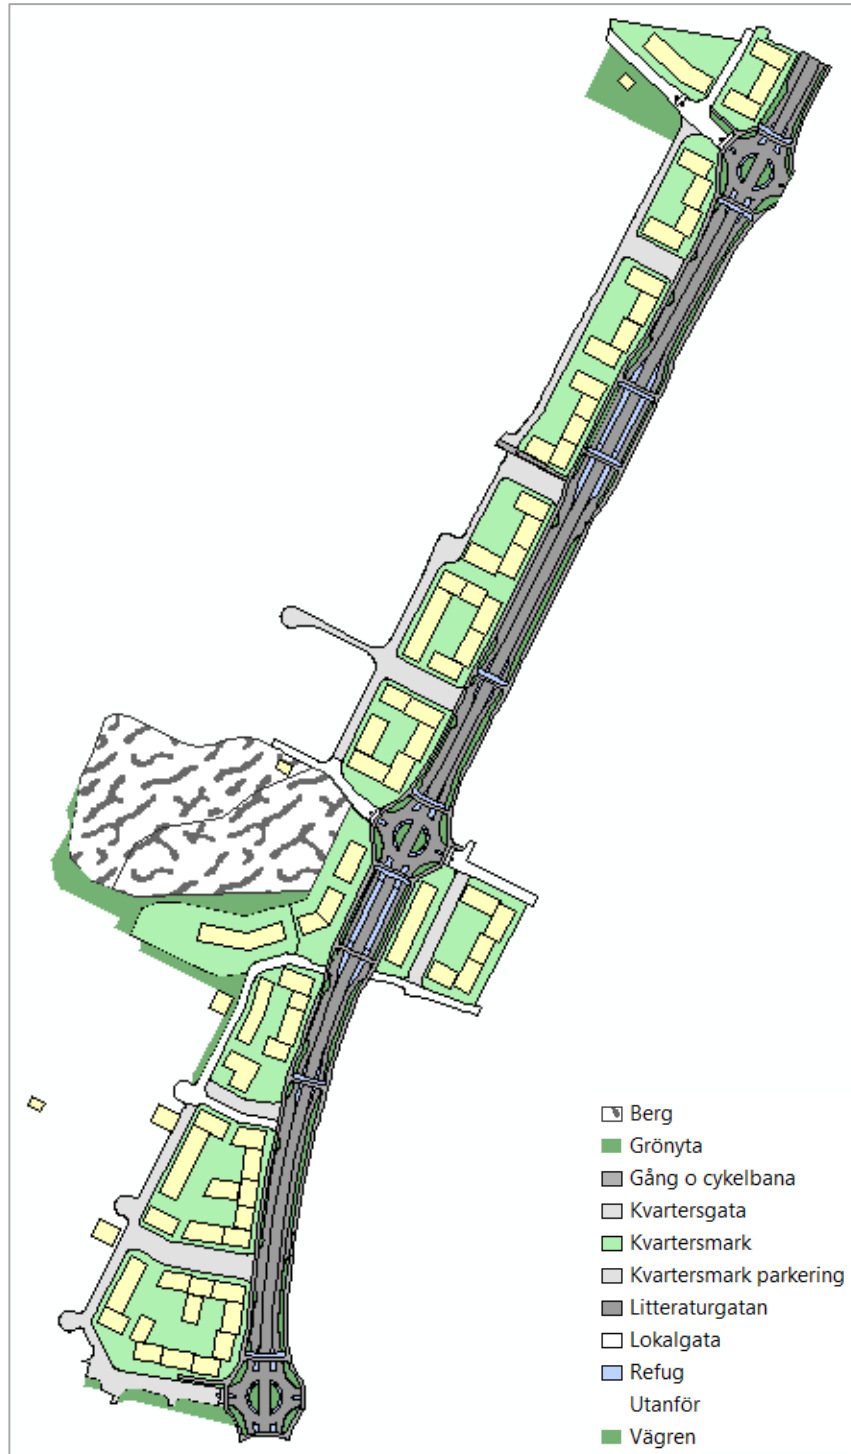 Berg
Grönyta
Gång o cykelbana
Kvartersgata
Kvartersmark
Kvartersmark parkering
Litteraturgatan
Lokalgata
Refug
Utanför
Vägren